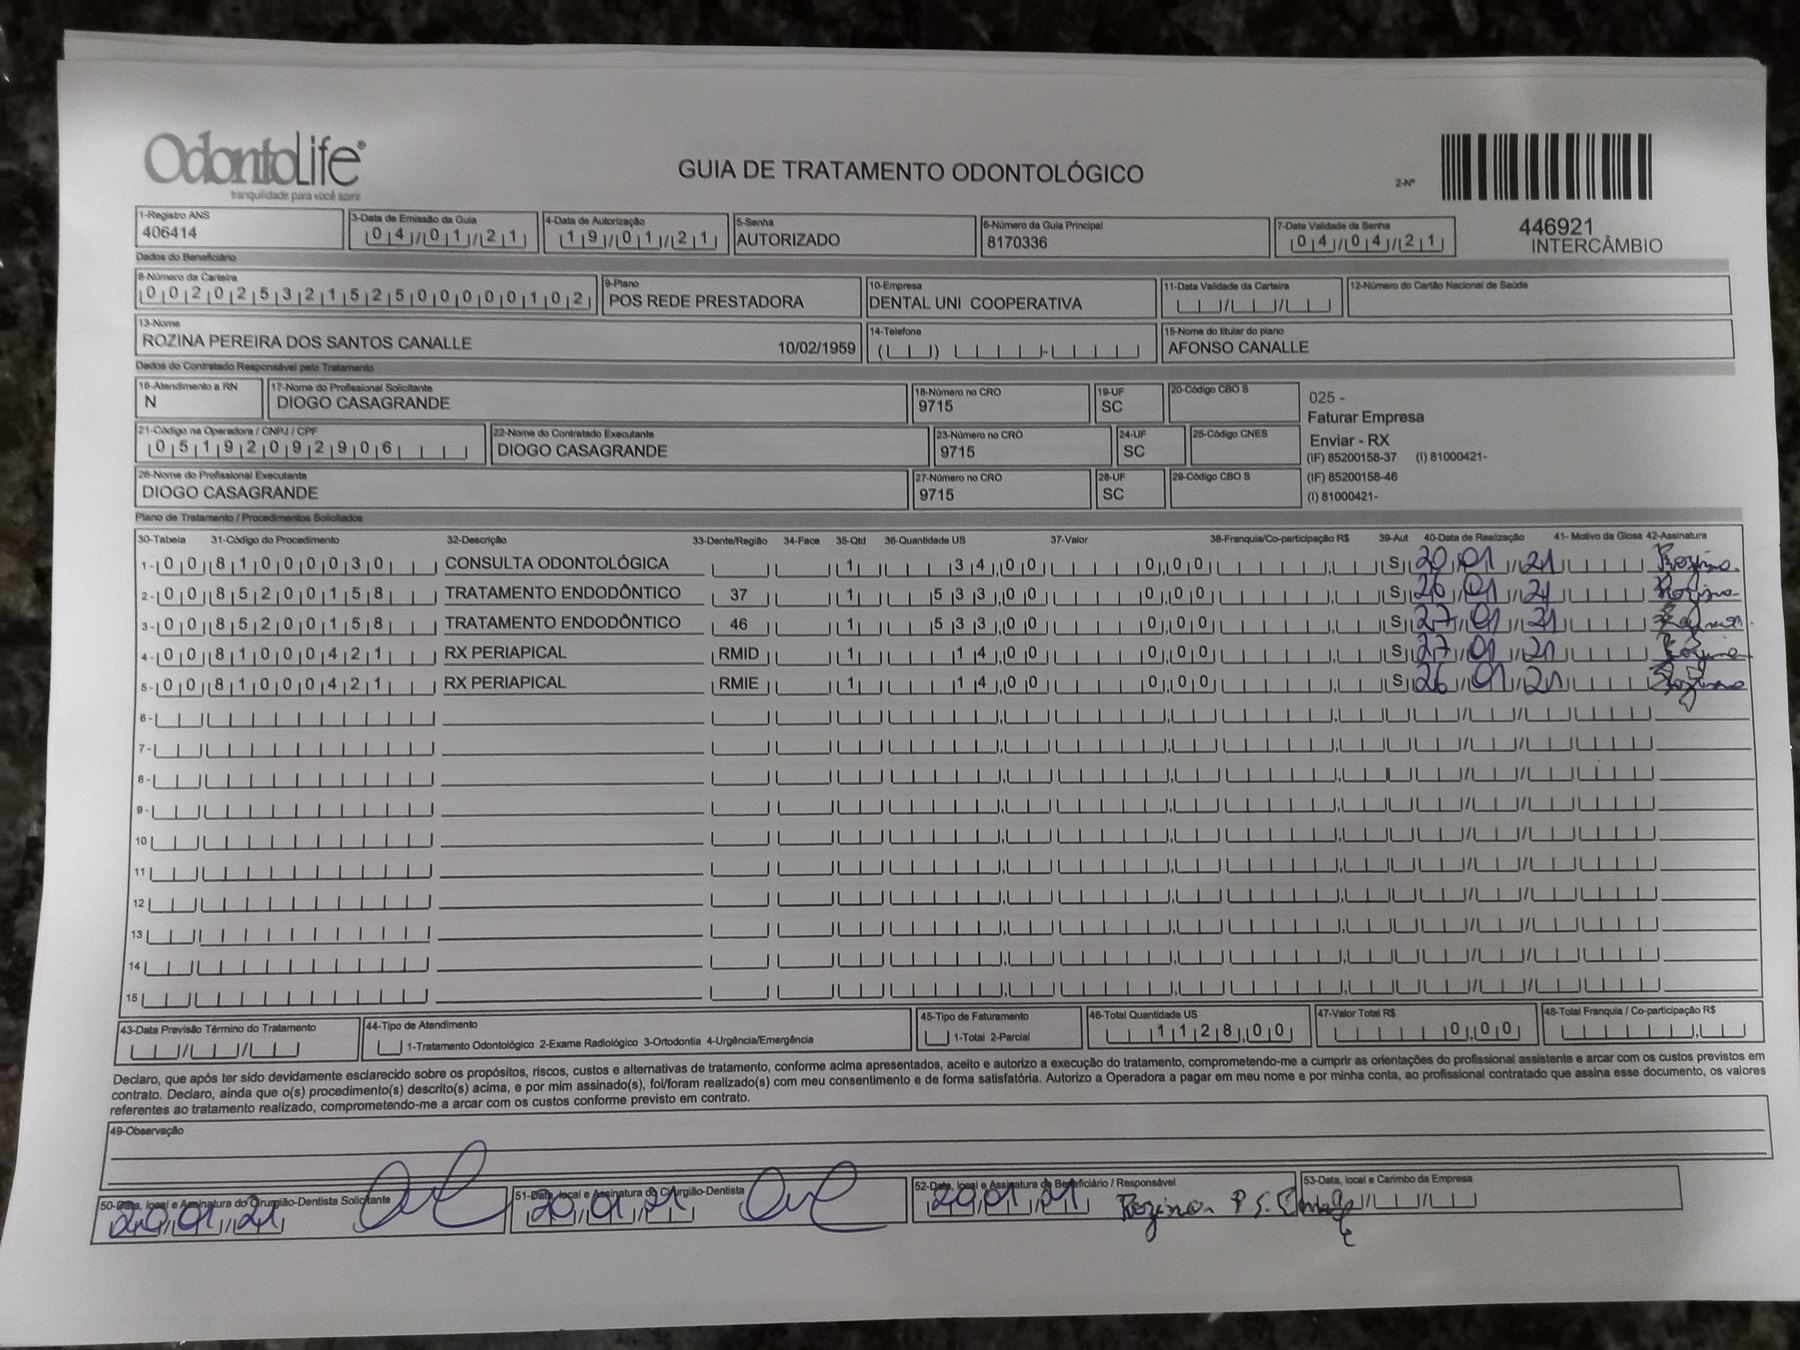 OdontoLife®
tranquilidade para você sorrir
GUIA DE TRATAMENTO ODONTOLÓGICO
2-Nº
446921
INTERCÂMBIO
1-Registro ANS
406414
3-Data de Emissão da Guia
04/01/21
4-Data de Autorização
19/01/21
5-Senha
AUTORIZADO
6-Número da Guia Principal
8170336
7-Data Validade da Senha
04/04/21
Dados do Beneficiário
8-Número da Carteira
00202532152500000102
9-Plano
POS REDE PRESTADORA
10-Empresa
DENTAL UNI COOPERATIVA
11-Data Validade da Carteira
12-Número do Cartão Nacional de Saúde
13-Nome
ROZINA PEREIRA DOS SANTOS CANALLE 10/02/1959
14-Telefone
15-Nome do titular do plano
AFONSO CANALLE
Dados do Contratado Responsável pelo Tratamento
16-Atendimento a RN
N
17-Nome do Profissional Solicitante
DIOGO CASAGRANDE
18-Número no CRO
9715
19-UF
SC
20-Código CBO S
025 -
Faturar Empresa
Enviar - RX
(IF) 85200158-37 (I) 81000421-
(IF) 85200158-46
(I) 81000421-
21-Código na Operadora / CNPJ / CPF
05192092906
22-Nome do Contratado Executante
DIOGO CASAGRANDE
23-Número no CRO
9715
24-UF
SC
25-Código CNES
26-Nome do Profissional Executante
DIOGO CASAGRANDE
27-Número no CRO
9715
28-UF
SC
29-Código CBO S
Plano de Tratamento / Procedimentos Solicitados
30-Tabela 31-Código do Procedimento 32-Descrição 33-Dente/Região 34-Face 35-Qtd 36-Quantidade US 37-Valor 38-Franquia/Co-participação R$ 39-Aut 40-Data de Realização 41- Motivo da Glosa 42-Assinatura
1- 00 81000030 CONSULTA ODONTOLÓGICA 1 34,00 0,00 S 20/01/21 Rozina
2- 00 85200158 TRATAMENTO ENDODÔNTICO 37 1 533,00 0,00 S 26/01/21 Rozina
3- 00 85200158 TRATAMENTO ENDODÔNTICO 46 1 533,00 0,00 S 27/01/21 Rozina
4- 00 81000421 RX PERIAPICAL RMID 1 14,00 0,00 S 27/01/21 Rozina
5- 00 81000421 RX PERIAPICAL RMIE 1 14,00 0,00 S 26/01/21 Rozina
6-
7-
8-
9-
10
11
12
13
14
15
43-Data Previsão Término do Tratamento
44-Tipo de Atendimento
1-Tratamento Odontológico 2-Exame Radiológico 3-Ortodontia 4-Urgência/Emergência
45-Tipo de Faturamento
1-Total 2-Parcial
46-Total Quantidade US
1128,00
47-Valor Total R$
0,00
48-Total Franquia / Co-participação R$
Declaro, que após ter sido devidamente esclarecido sobre os propósitos, riscos, custos e alternativas de tratamento, conforme acima apresentados, aceito e autorizo a execução do tratamento, comprometendo-me a cumprir as orientações do profissional assistente e arcar com os custos previstos em
contrato. Declaro, ainda que o(s) procedimento(s) descrito(s) acima, e por mim assinado(s), foi/foram realizado(s) com meu consentimento e de forma satisfatória. Autorizo a Operadora a pagar em meu nome e por minha conta, ao profissional contratado que assina esse documento, os valores
referentes ao tratamento realizado, comprometendo-me a arcar com os custos conforme previsto em contrato.
49-Observação
50-Data, local e Assinatura do Cirurgião-Dentista Solicitante
20/01/21
51-Data, local e Assinatura do Cirurgião-Dentista
20/01/21
52-Data, local e Assinatura do Beneficiário / Responsável
20/01/21 Rozina P.S.
53-Data, local e Carimbo da Empresa